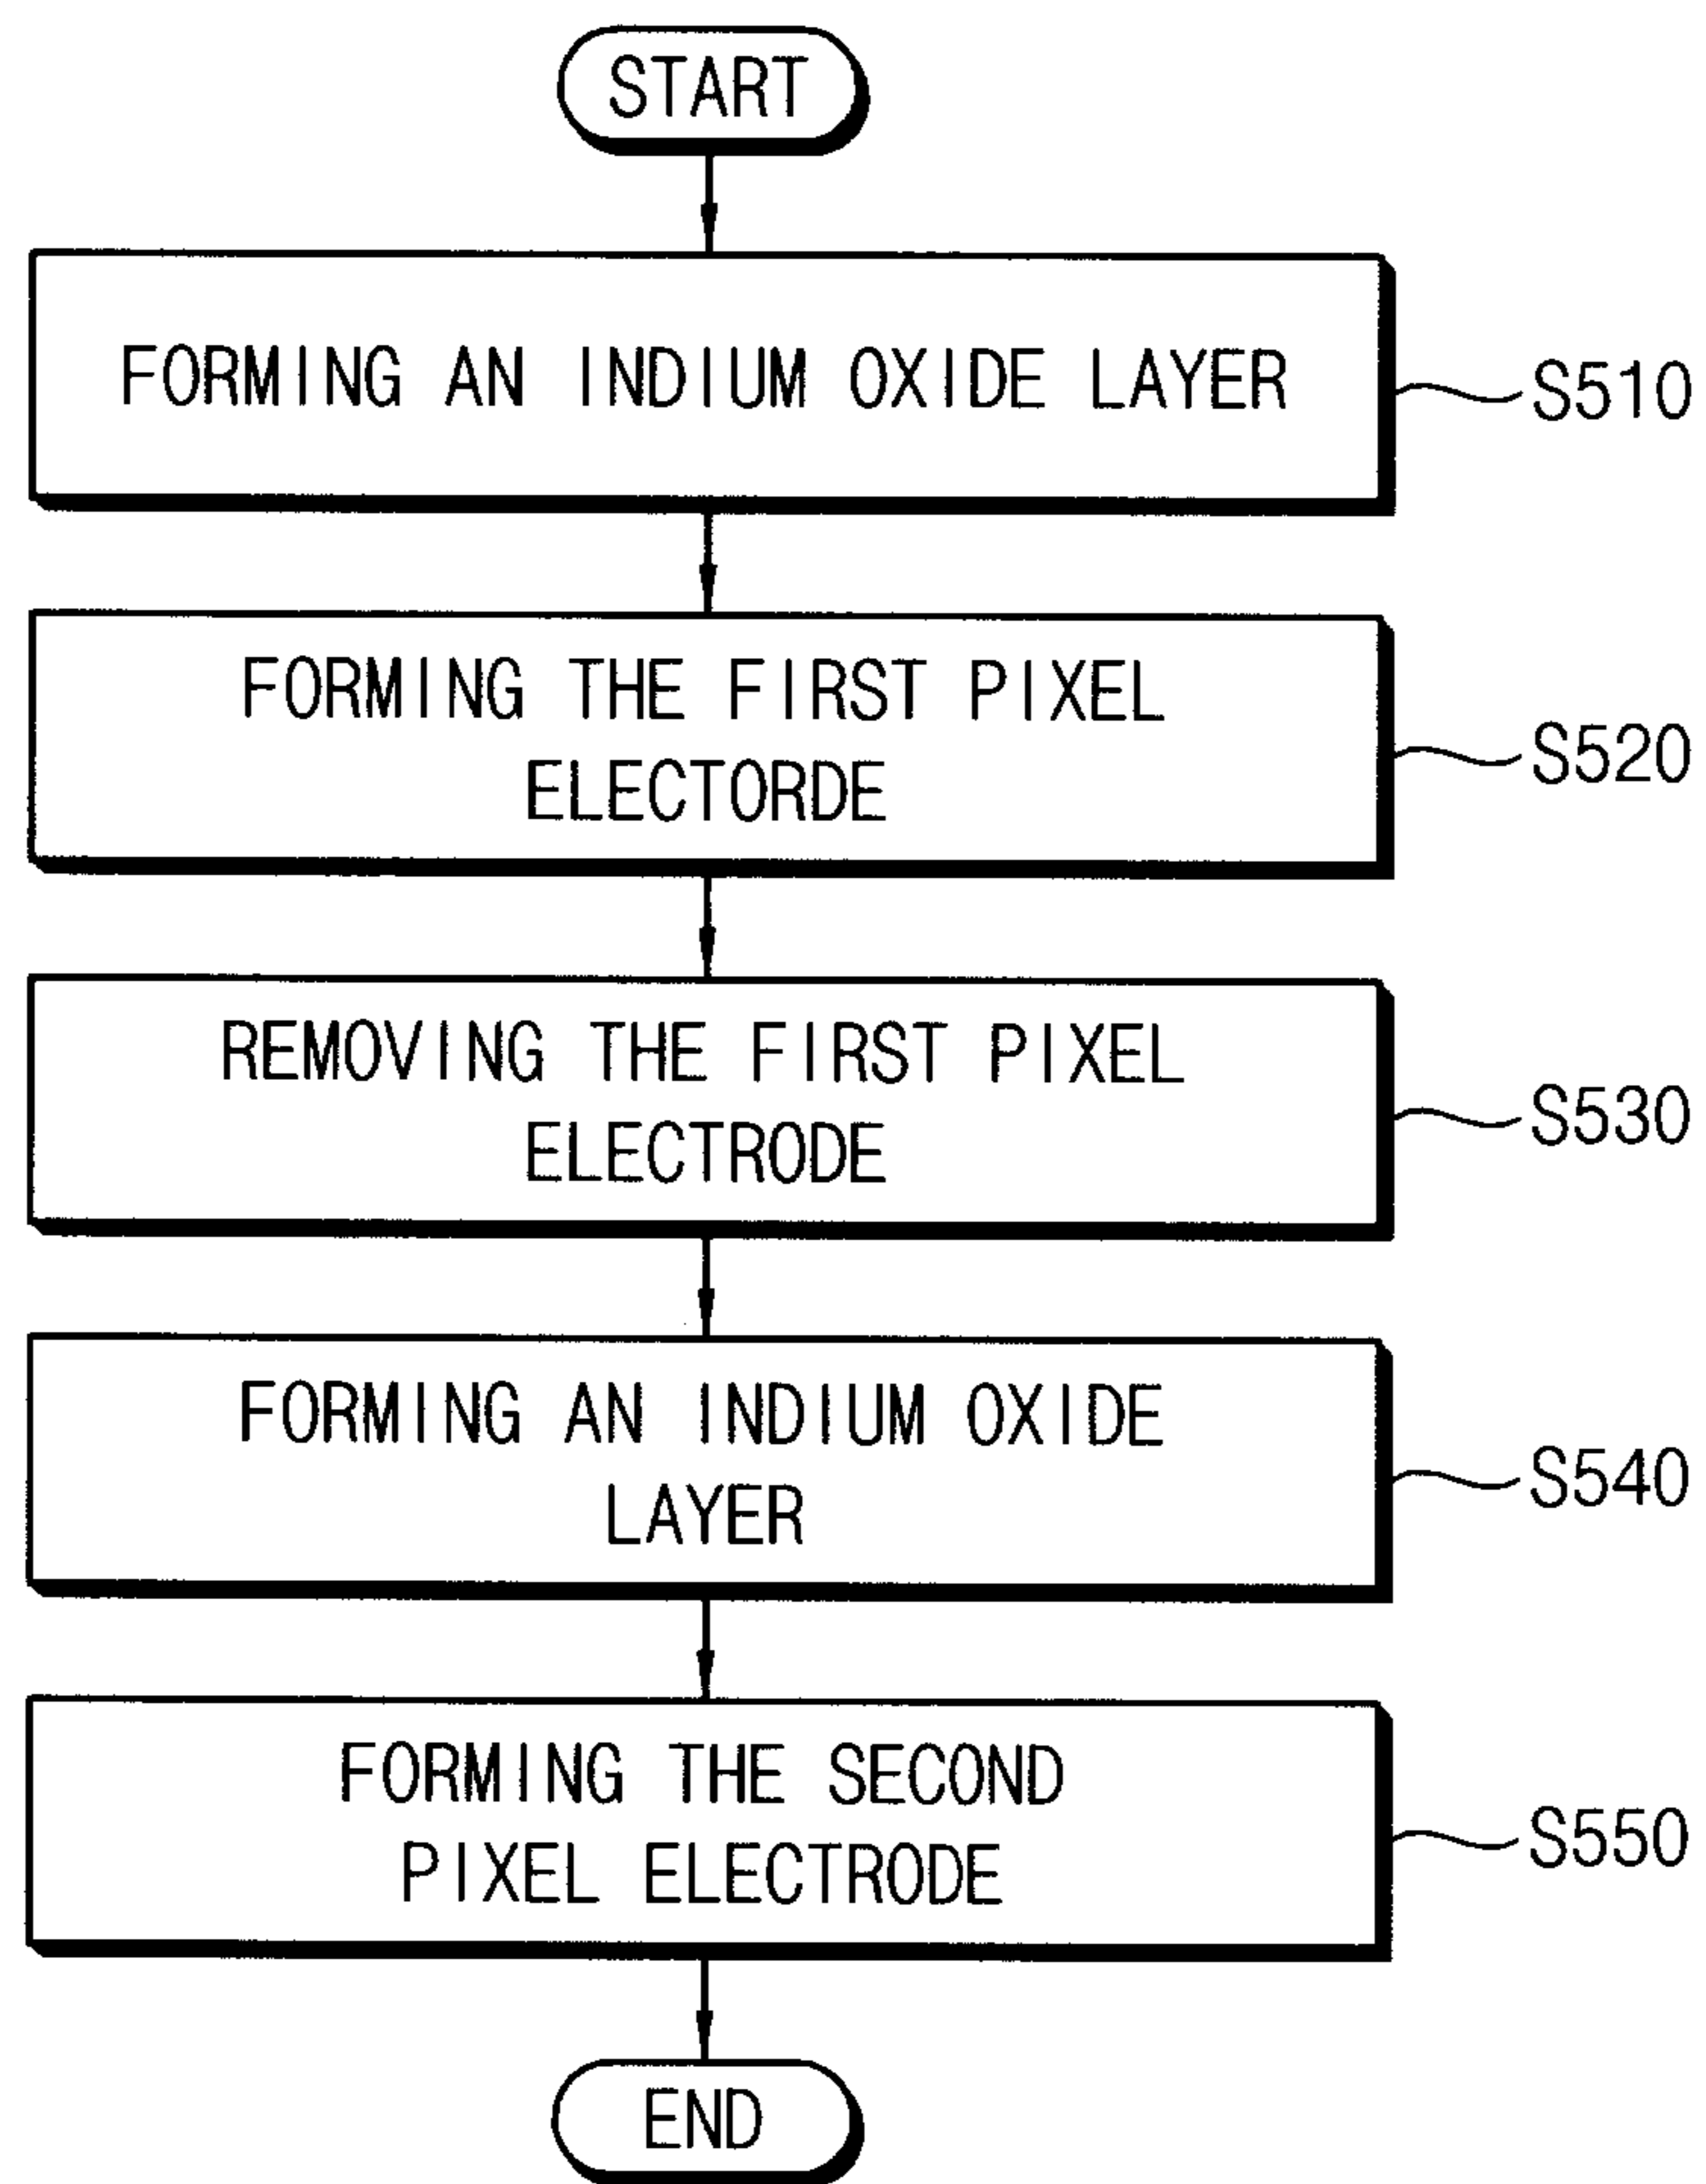 START
FORMING AN INDIUM OXIDE LAYER
S510
FORMING THE FIRST PIXEL
ELECTORDE
S520
REMOVING THE FIRST PIXEL
ELECTRODE
S530
FORMING AN INDIUM OXIDE
LAYER
S540
FORMING THE SECOND
PIXEL ELECTRODE
S550
END